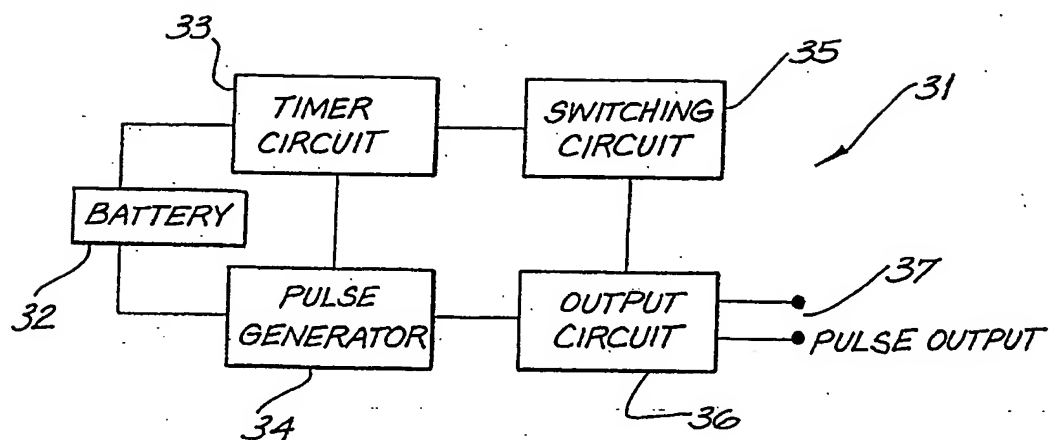 33
TIMER
CIRCUIT
35
SWITCHING
CIRCUIT
31
BATTERY
32
PULSE
GENERATOR
34
OUTPUT
CIRCUIT
36
37
PULSE OUTPUT